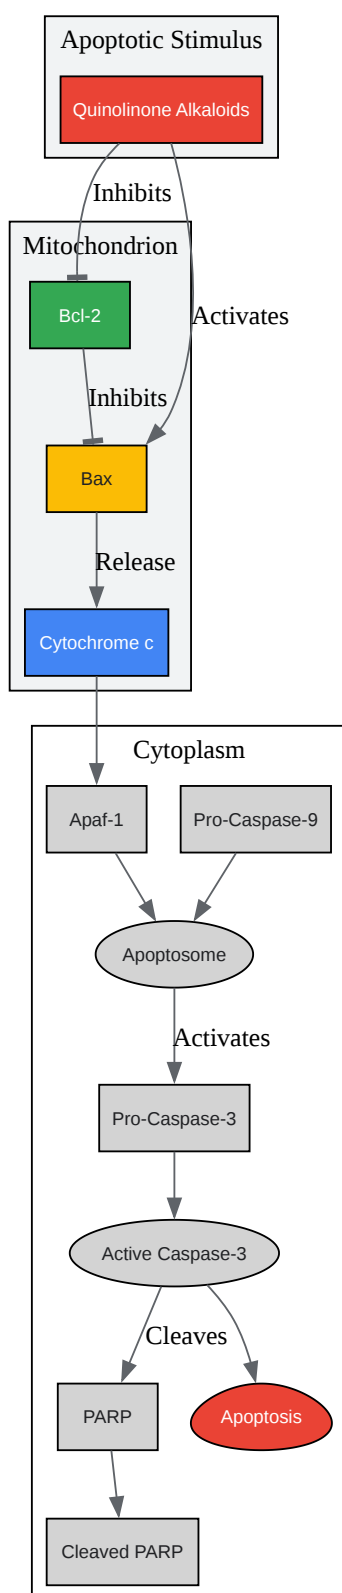 Apoptotic Stimulus
Quinolinone Alkaloids
Inhibits
Mitochondrion
Bcl-2
Activates
Inhibits
Bax
Release
Cytochrome c
Cytoplasm
Apaf-1
Pro-Caspase-9
Apoptosome
Activates
Pro-Caspase-3
Active Caspase-3
Cleaves
PARP
Apoptosis
Cleaved PARP